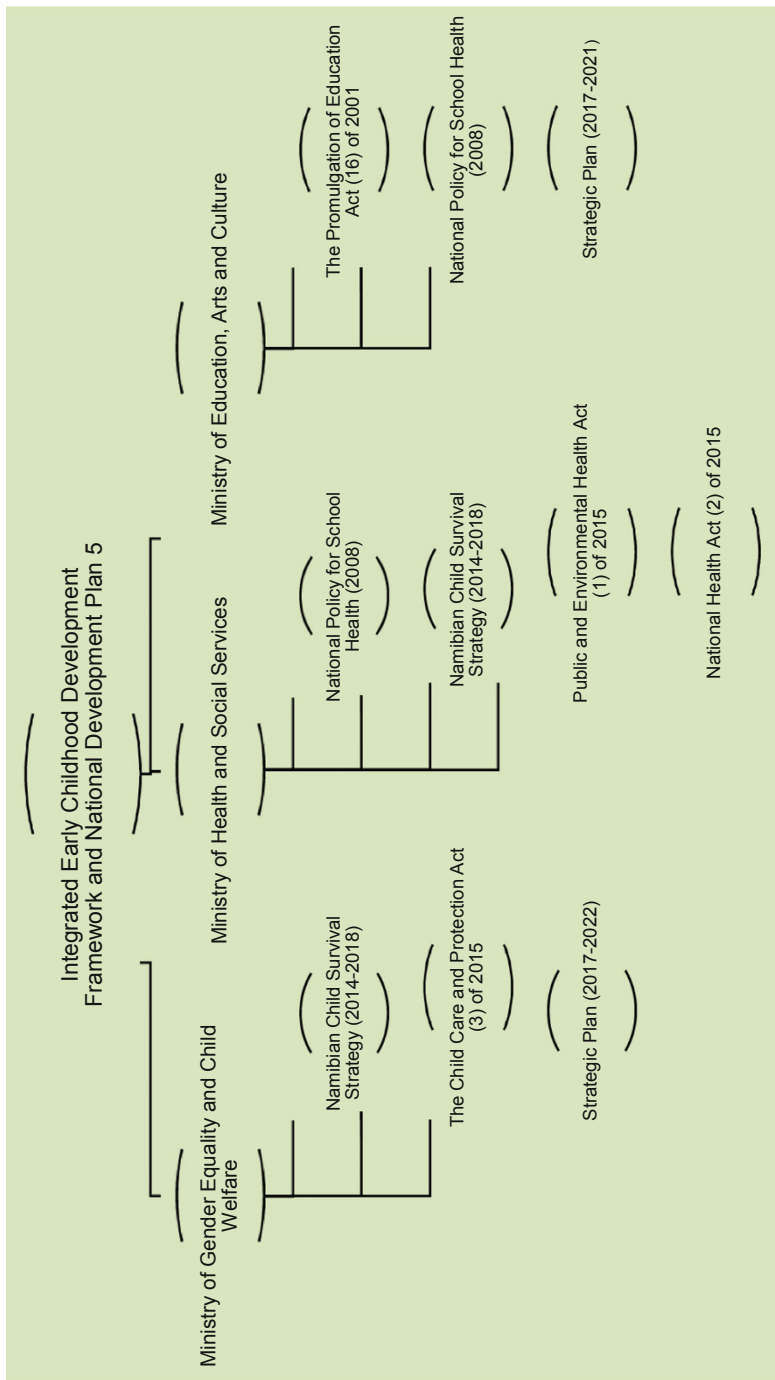 Integrated Early Childhood Development
Framework and National Development Plan 5
Ministry of Gender Equality and Child
Welfare
Namibian Child Survival
Strategy (2014-2018)
The Child Care and Protection Act
(3) of 2015
Strategic Plan (2017-2022)
Ministry of Health and Social Services
National Policy for School
Health (2008)
Namibian Child Survival
Strategy (2014-2018)
Public and Environmental Health Act
(1) of 2015
National Health Act (2) of 2015
Ministry of Education, Arts and Culture
The Promulgation of Education
Act (16) of 2001
National Policy for School Health
(2008)
Strategic Plan (2017-2021)